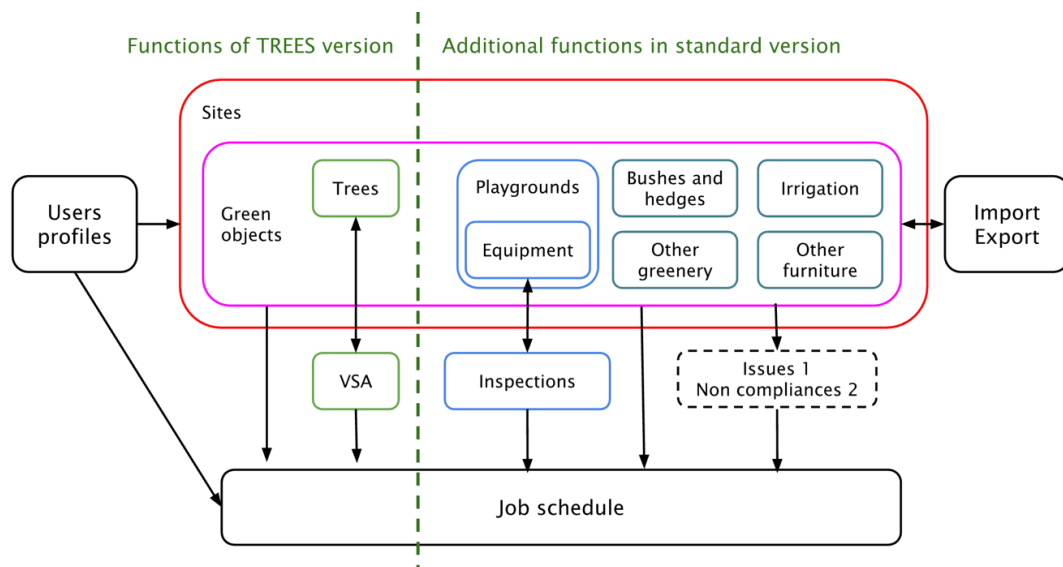 Functions of TREES version
Additional functions in standard version
Sites
Users
profiles
Green
objects
Trees
Playgrounds
Equipment
Bushes and
hedges
Irrigation
Other
greenery
Other
furniture
Import
Export
VSA
Inspections
Issues 1
Non compliances 2
Job schedule